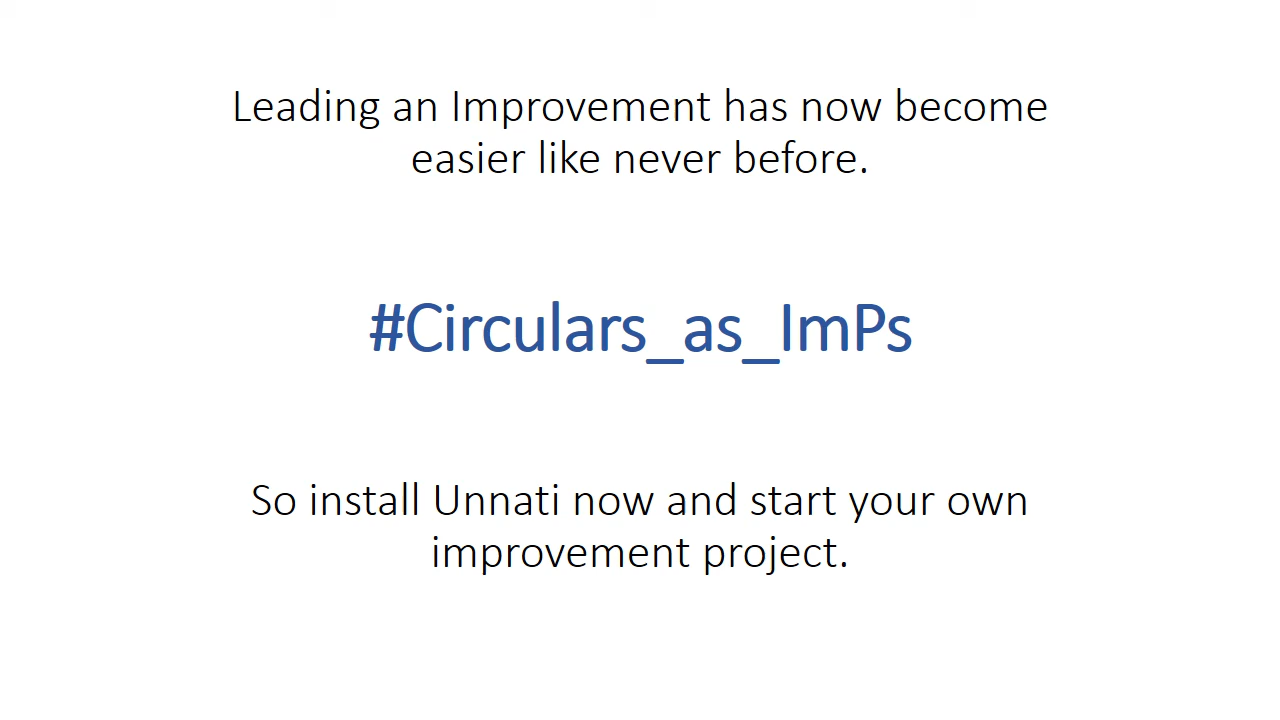 Leading an Improvement has now become
easier like never before.
#Circulars_as_ImPs
So install Unnati now and start your own
improvement project.